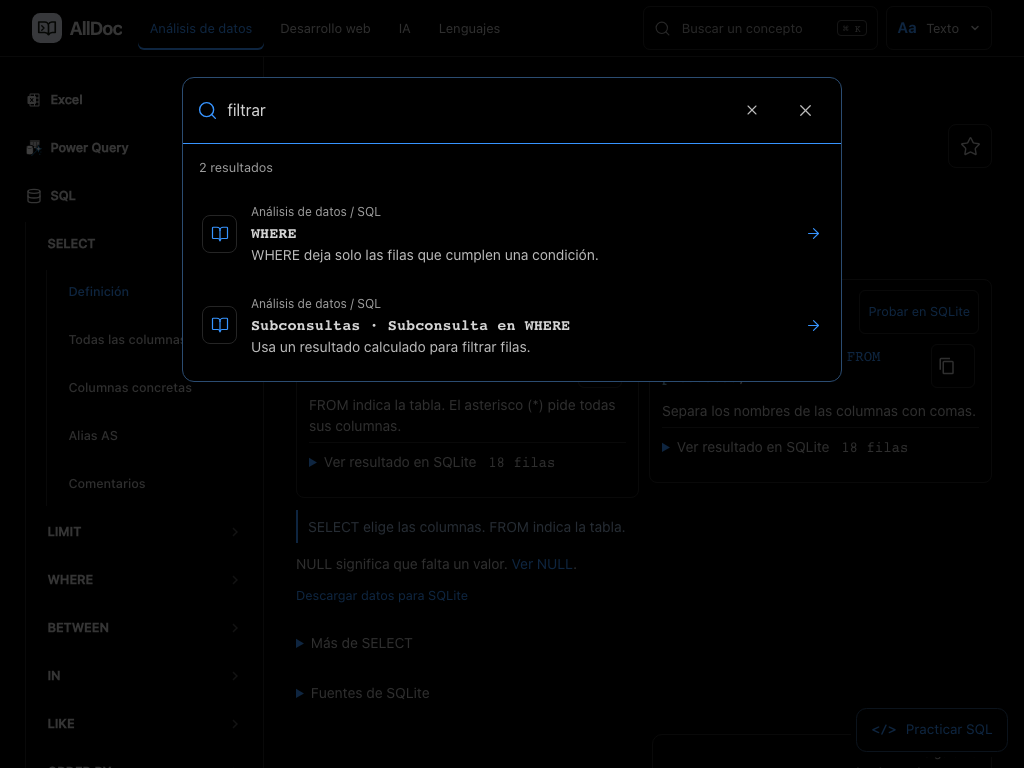 AllDoc
Análisis de datos
Desarrollo web
IA
Lenguajes
Buscar un concepto
⌘ K
Aa Texto
filtrar
2 resultados
Análisis de datos / SQL
WHERE
WHERE deja solo las filas que cumplen una condición.
Análisis de datos / SQL
Subconsultas · Subconsulta en WHERE
Usa un resultado calculado para filtrar filas.
Excel
Power Query
SQL
SELECT
Definición
Todas las columnas
Columnas concretas
Alias AS
Comentarios
LIMIT
WHERE
BETWEEN
IN
LIKE
Probar en SQLite
FROM
FROM indica la tabla. El asterisco (*) pide todas
sus columnas.
Ver resultado en SQLite 18 filas
Separa los nombres de las columnas con comas.
Ver resultado en SQLite 18 filas
SELECT elige las columnas. FROM indica la tabla.
NULL significa que falta un valor. Ver NULL.
Descargar datos para SQLite
Más de SELECT
Fuentes de SQLite
</> Practicar SQL